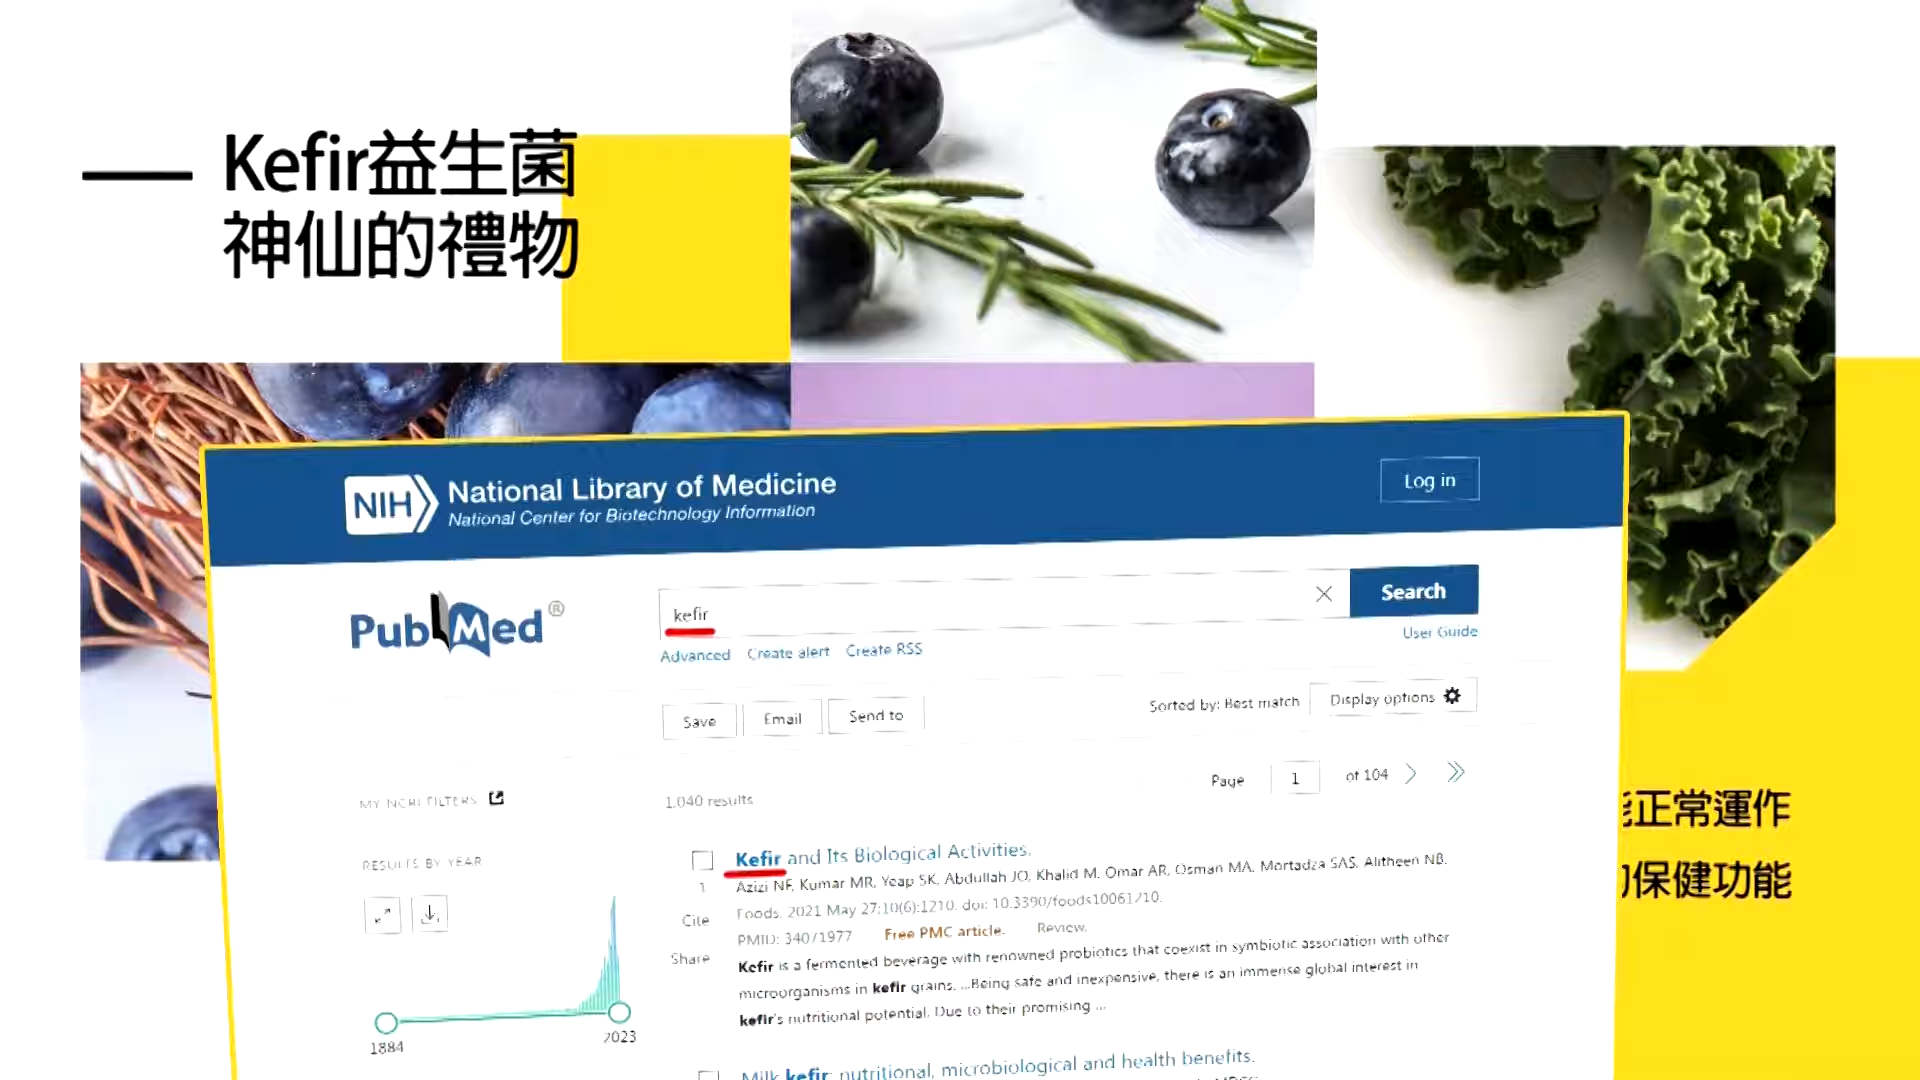 Kefir益生菌
神仙的禮物
NIH National Library of Medicine
National Center for Biotechnology Information
Log in
PubMed®
kefir
Search
Advanced Create alert Create RSS
User Guide
Save Email Send to
Sorted by: Best match Display options
Page 1 of 104
MY NCBI FILTERS
1,040 results
RESULTS BY YEAR
Kefir and Its Biological Activities.
1
Azizi NF, Kumar MR, Yeap SK, Abdullah JO, Khalid M, Omar AR, Osman MA, Mortadza SAS, Alitheen NB.
Cite
Foods. 2021 May 27;10(6):1210. doi: 10.3390/foods10061210.
PMID: 34071977 Free PMC article. Review.
Share
Kefir is a fermented beverage with renowned probiotics that coexist in symbiotic association with other
microorganisms in kefir grains. ...Being safe and inexpensive, there is an immense global interest in
kefir's nutritional potential. Due to their promising ...
1884
2023
Milk kefir: nutritional, microbiological and health benefits.
正常運作
保健功能